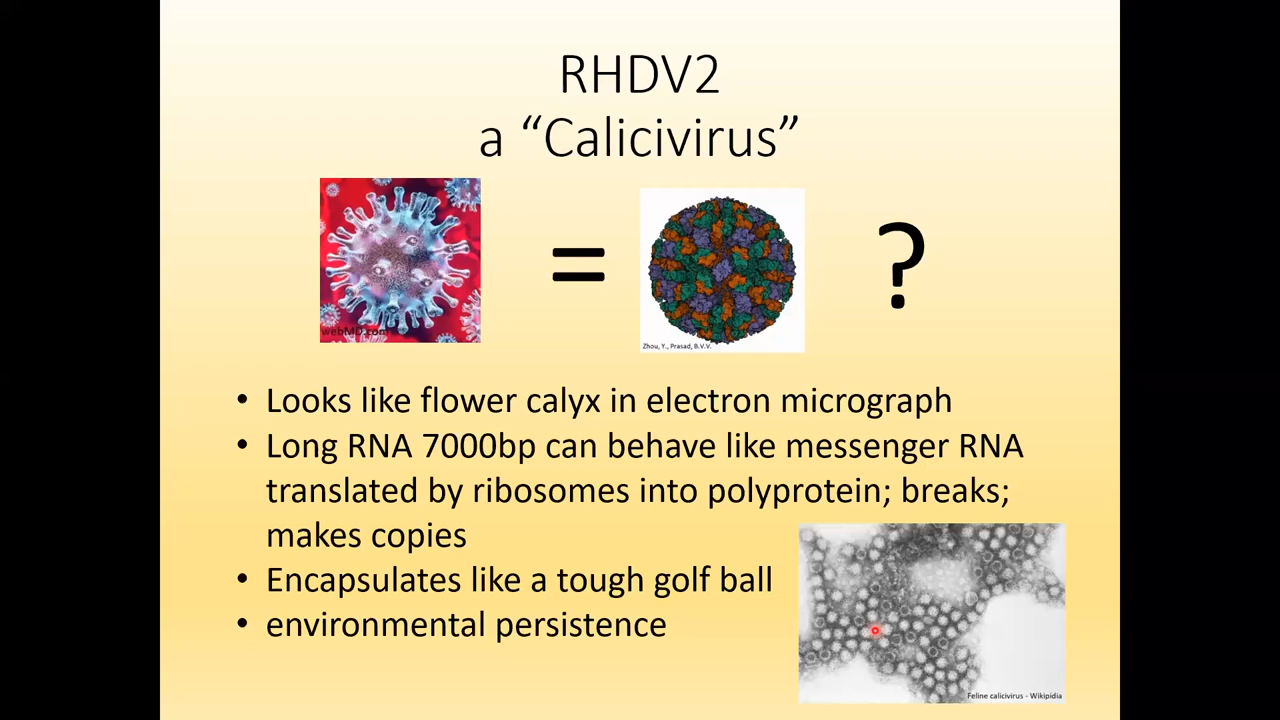 RHDV2
a “Calicivirus”
webMD.com
=
Zhou, Y., Prasad, B.V.V.
?
• Looks like flower calyx in electron micrograph
• Long RNA 7000bp can behave like messenger RNA
translated by ribosomes into polyprotein; breaks;
makes copies
• Encapsulates like a tough golf ball
• environmental persistence
Feline calicivirus - Wikipidia